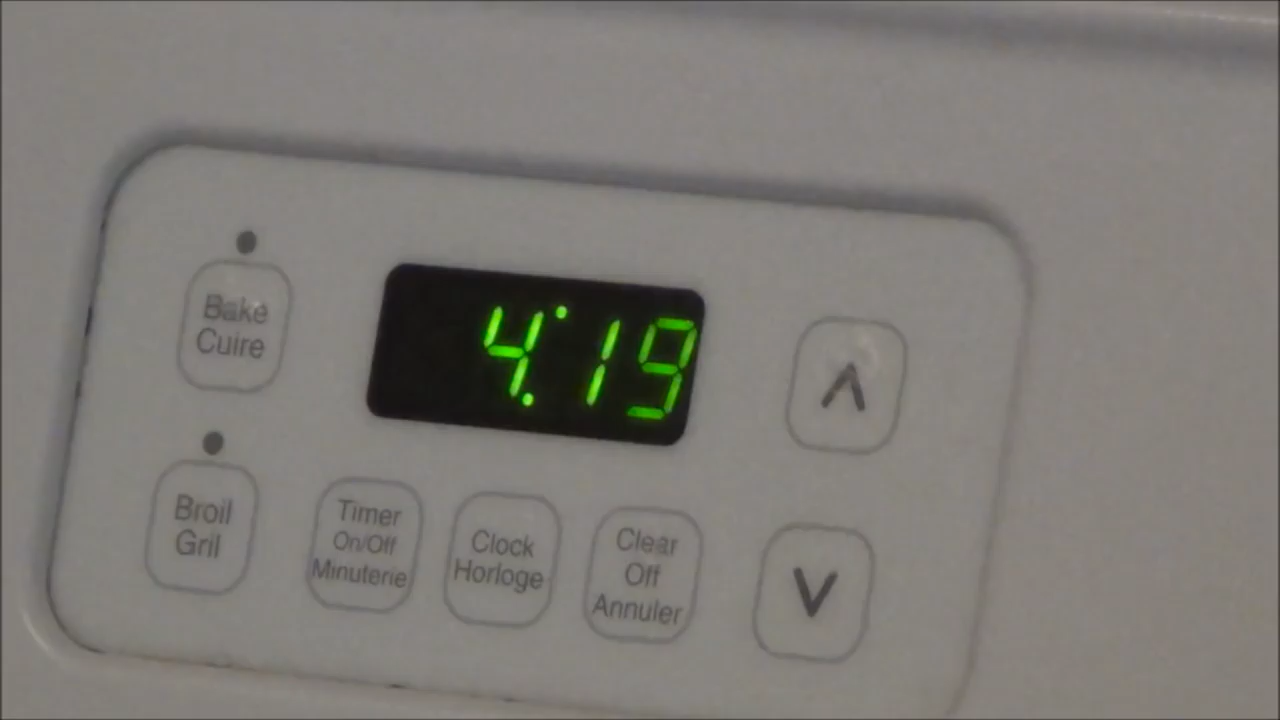 Bake
Cuire
4:19
Broil
Gril
Timer
On/Off
Minuterie
Clock
Horloge
Clear
Off
Annuler